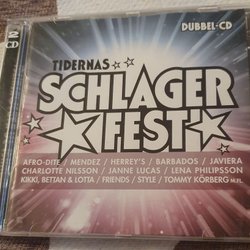 DUBBEL-CD
2
CD
TIDERNAS
SCHLAGER
FEST
AFRO-DITE / MENDEZ / HERREY'S / BARBADOS / JAVIERA
CHARLOTTE NILSSON / JANNE LUCAS / LENA PHILIPSSON
KIKKI, BETTAN & LOTTA / FRIENDS / STYLE / TOMMY KÖRBERG M.FL.